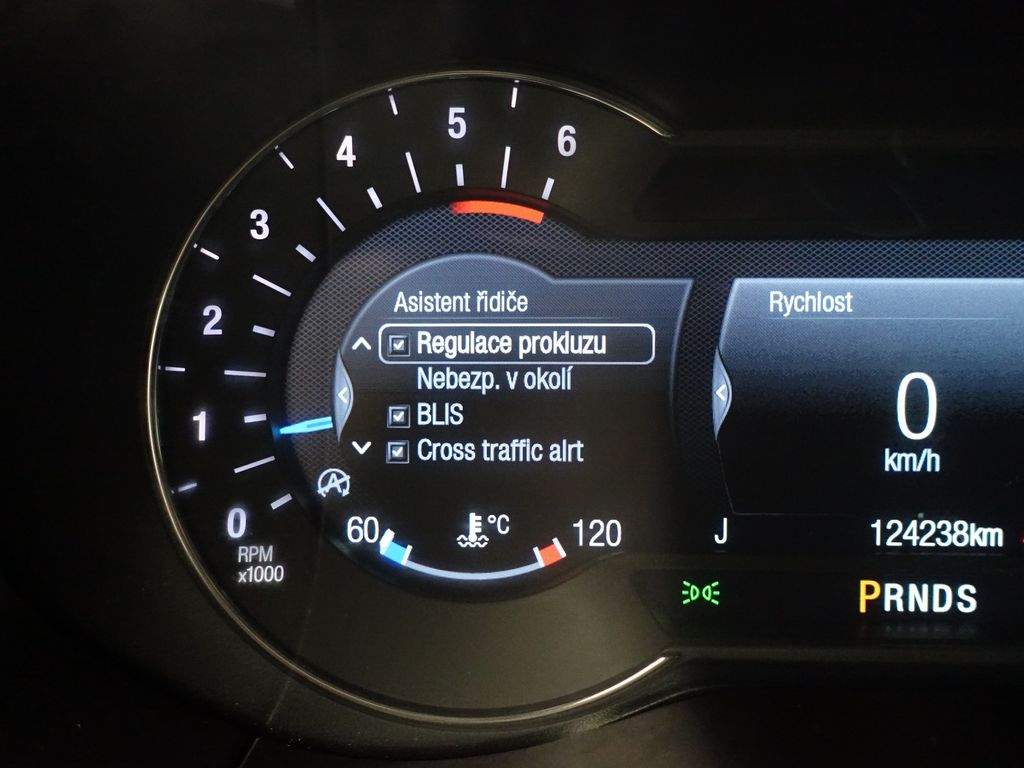 6
5
4
3
2
1
0
RPM
x1000
Asistent řidiče
Regulace prokluzu
Nebezp. v okolí
BLIS
Cross traffic alrt
60
°C
120
A
Rychlost
0
km/h
J
124238km
PRNDS